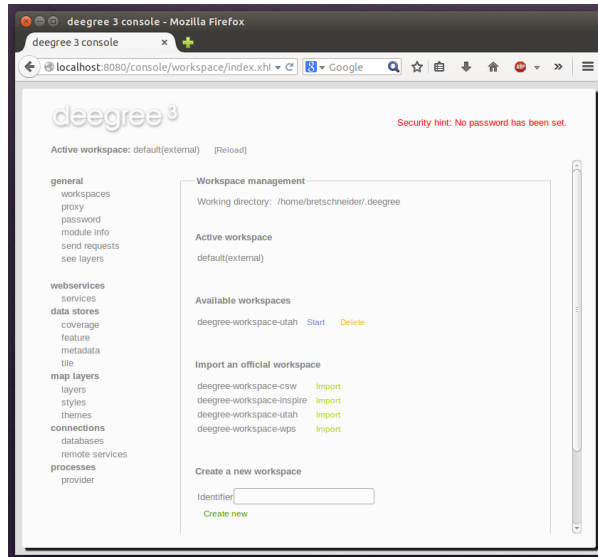 deegree 3 console - Mozilla Firefox
deegree 3 console
localhost:8080/console/workspace/index.xht
Google
ABP
deegree 3
Security hint: No password has been set.
Active workspace: default(external) [Reload]
general
workspaces
proxy
password
module info
send requests
see layers
webservices
services
data stores
coverage
feature
metadata
tile
map layers
layers
styles
themes
connections
databases
remote services
processes
provider
Workspace management
Working directory: /home/bretschneider/.deegree
Active workspace
default(external)
Available workspaces
deegree-workspace-utah Start Delete
Import an official workspace
deegree-workspace-csw Import
deegree-workspace-inspire Import
deegree-workspace-utah Import
deegree-workspace-wps Import
Create a new workspace
Identifier
Create new